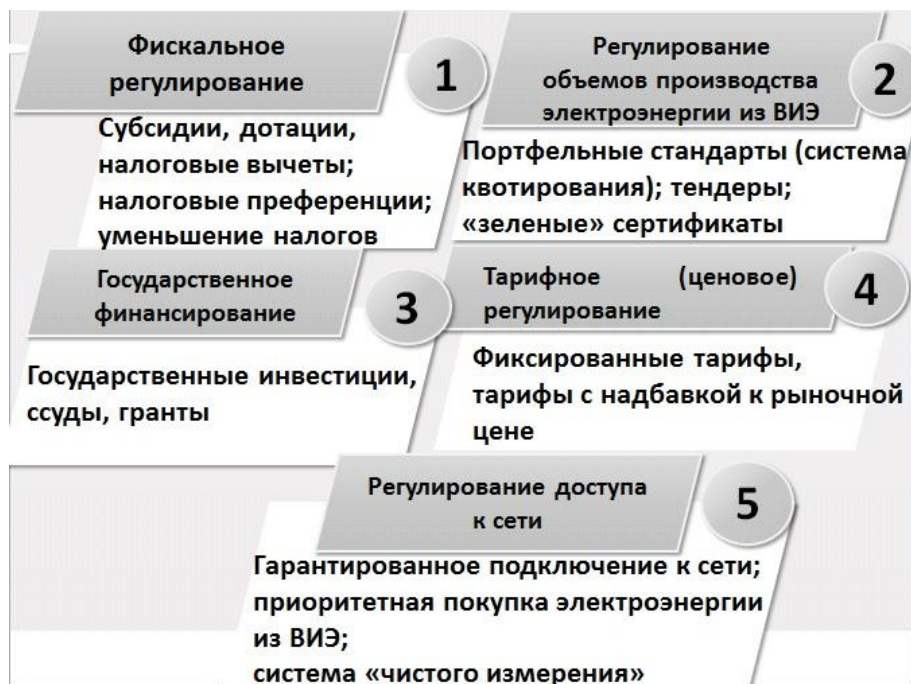 Фискальное
регулирование
1
Субсидии, дотации,
налоговые вычеты;
налоговые преференции;
уменьшение налогов
Регулирование
объемов производства
электроэнергии из ВИЭ
2
Портфельные стандарты (система
квотирования); тендеры;
«зеленые» сертификаты
Государственное
финансирование
3
Государственные инвестиции,
ссуды, гранты
Тарифное (ценовое)
регулирование
4
Фиксированные тарифы,
тарифы с надбавкой к рыночной
цене
Регулирование доступа
к сети
5
Гарантированное подключение к сети;
приоритетная покупка электроэнергии
из ВИЭ;
система «чистого измерения»